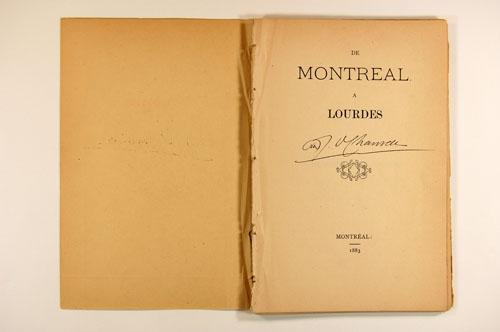 DE
MONTREAL
A
LOURDES
MONTRÉAL:
1883